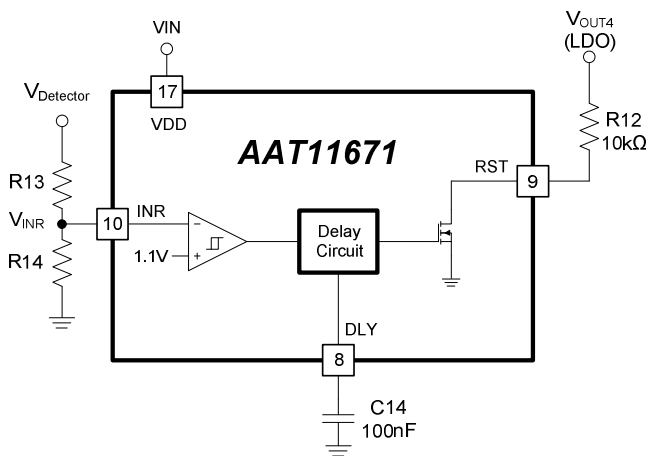 VIN
VOUT4
(LDO)
VDetector
17
VDD
AAT11671
R12
10kΩ
RST
9
R13
VINR
10
INR
−
1.1V
+
R14
Delay
Circuit
DLY
8
C14
100nF